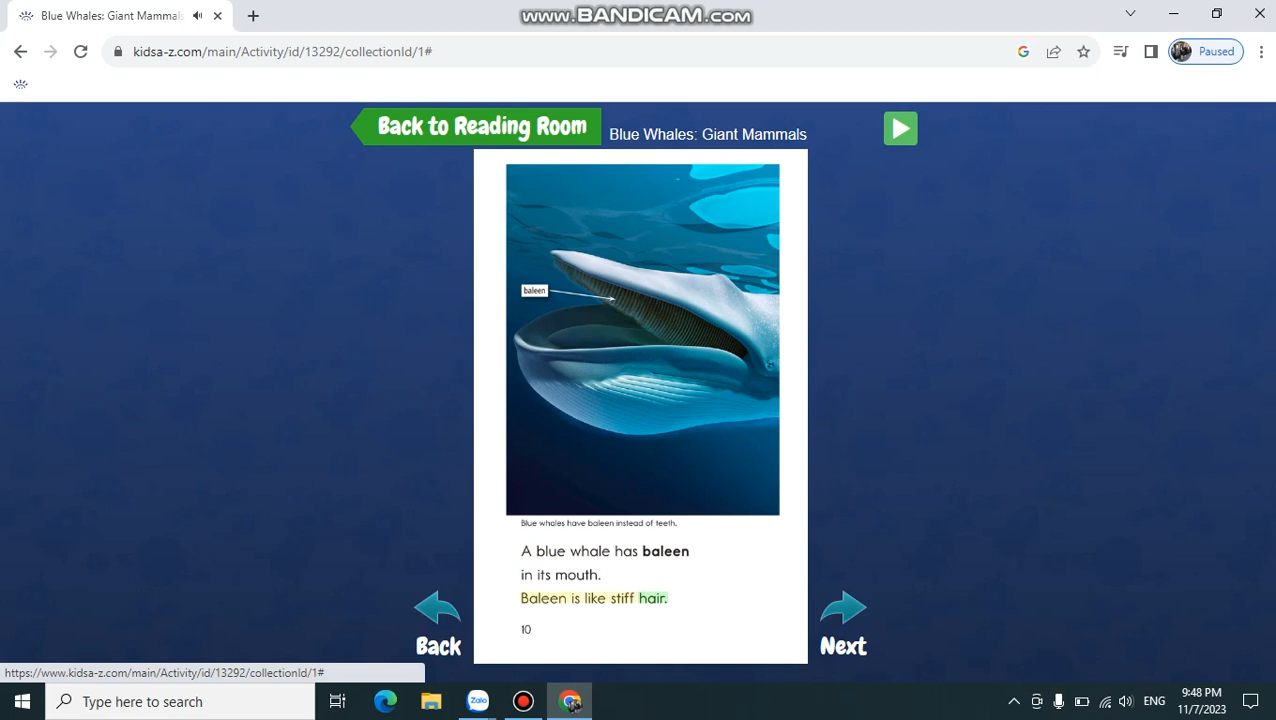 Blue Whales: Giant Mammals
www.BANDICAM.com
kidsa-z.com/main/Activity/id/13292/collectionId/1#
Paused
Back to Reading Room
Blue Whales: Giant Mammals
baleen
Blue whales have baleen instead of teeth.
A blue whale has baleen
in its mouth.
Baleen is like stiff hair.
10
Back
Next
https://www.kidsa-z.com/main/Activity/id/13292/collectionId/1#
Type here to search
Zalo
ENG
9:48 PM
11/7/2023